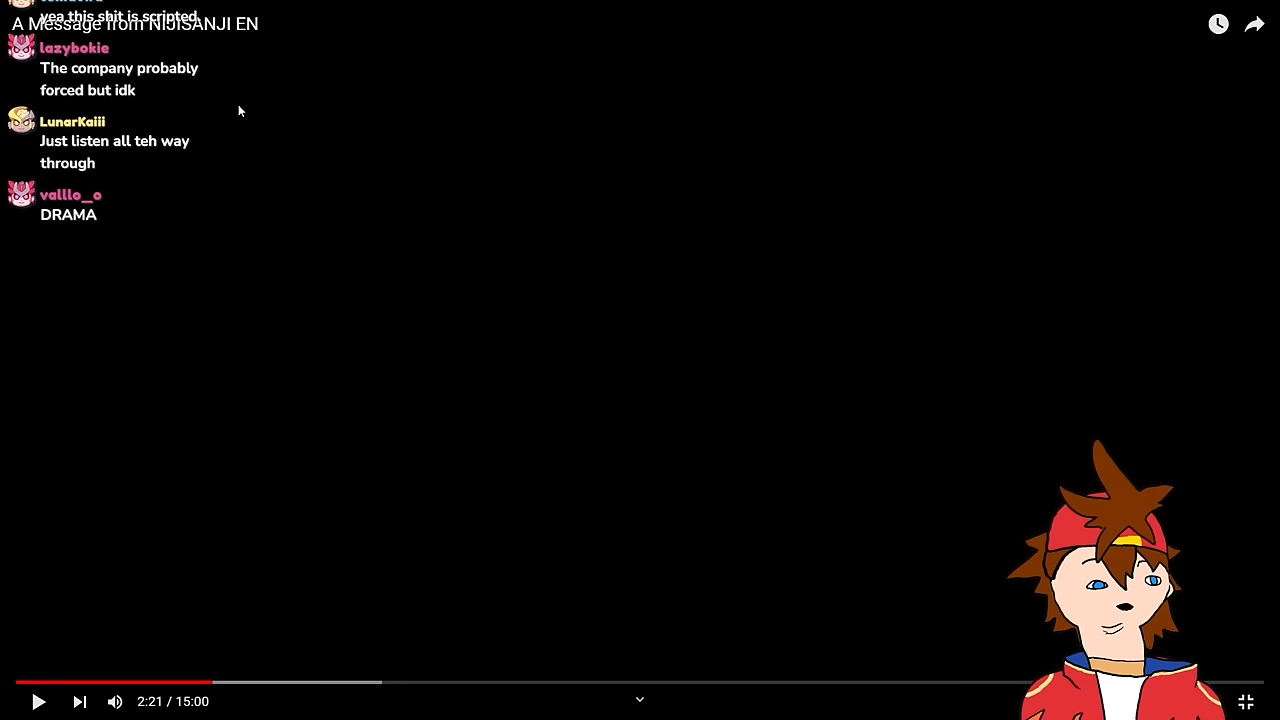 yea this shit is scripted
A Message from NIJISANJI EN
lazybokie
The company probably
forced but idk
LunarKaiii
Just listen all teh way
through
valllo_o
DRAMA
2:21 / 15:00